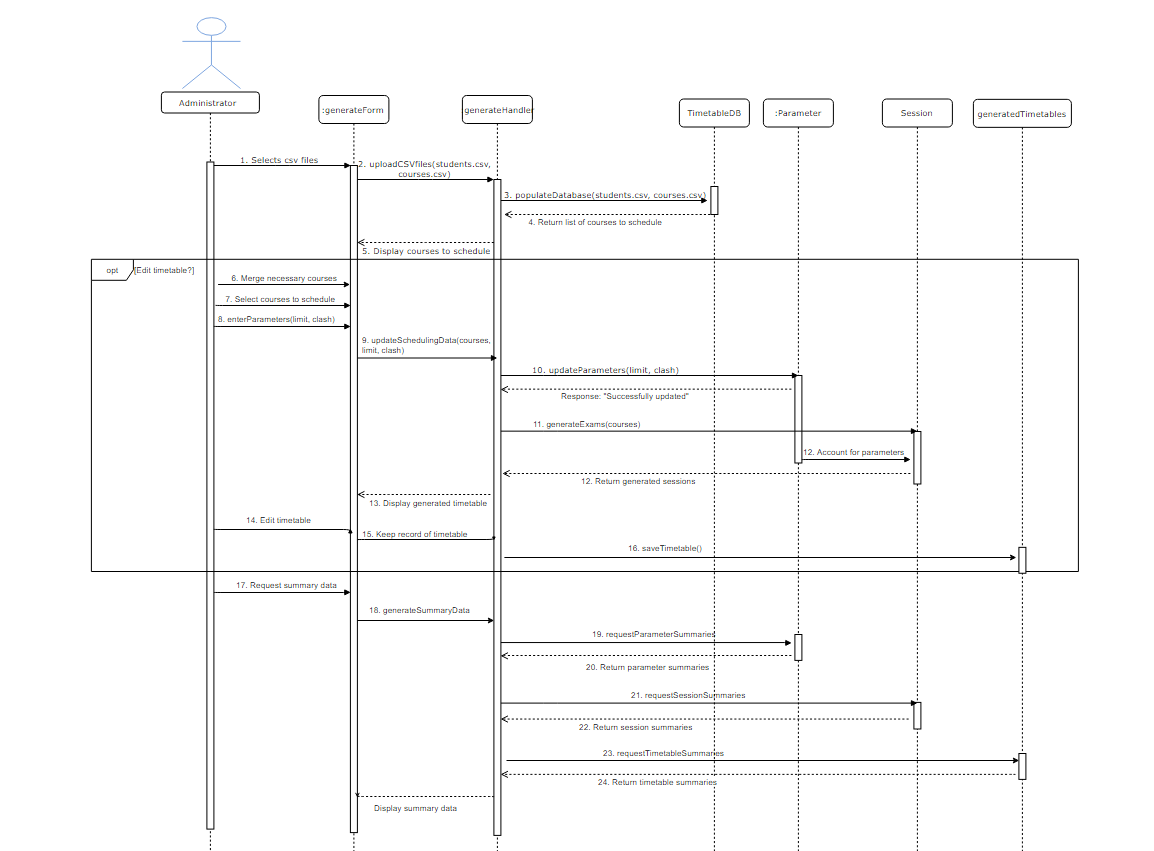 Administrator
:generateForm
generateHandler
TimetableDB
:Parameter
Session
generatedTimetables
1. Selects csv files
2. uploadCSVfiles(students.csv,
courses.csv)
3. populateDatabase(students.csv, courses.csv)
4. Return list of courses to schedule
5. Display courses to schedule
opt
[Edit timetable?]
6. Merge necessary courses
7. Select courses to schedule
8. enterParameters(limit, clash)
9. updateSchedulingData(courses,
limit, clash)
10. updateParameters(limit, clash)
Response: "Successfully updated"
11. generateExams(courses)
12. Account for parameters
12. Return generated sessions
13. Display generated timetable
14. Edit timetable
15. Keep record of timetable
16. saveTimetable()
17. Request summary data
18. generateSummaryData
19. requestParameterSummaries
20. Return parameter summaries
21. requestSessionSummaries
22. Return session summaries
23. requestTimetableSummaries
24. Return timetable summaries
Display summary data